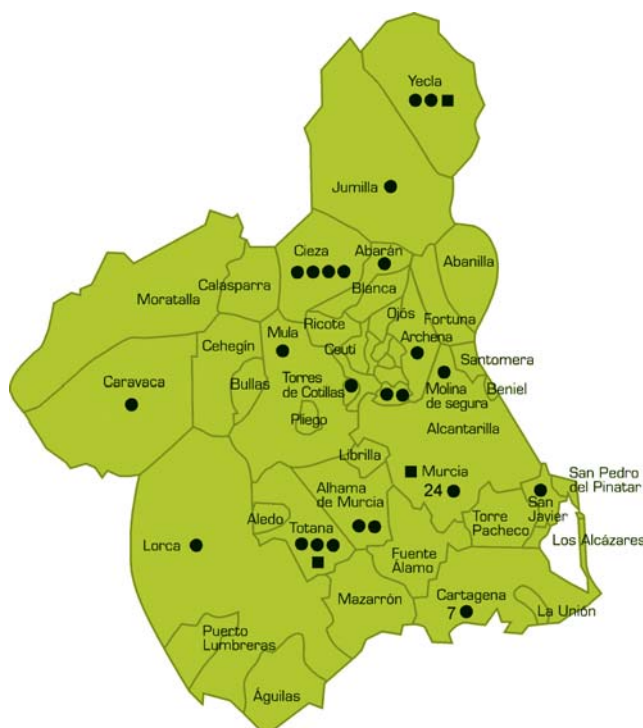 Yecla
Jumilla
Cieza
Abarán
Abanilla
Calasparra
Blanca
Moratalla
Ojós
Ricote
Fortuna
Mula
Archena
Cehegín
Ceutí
Santomera
Caravaca
Bullas
Torres
de Cotillas
Molina
de segura
Beniel
Pliego
Alcantarilla
Librilla
Murcia
24
San Pedro
del Pinatar
Alhama
de Murcia
San
Javier
Aledo
Totana
Torre
Pacheco
Lorca
Los Alcázares
Fuente
Álamo
Mazarrón
Cartagena
7
La Unión
Puerto
Lumbreras
Águilas